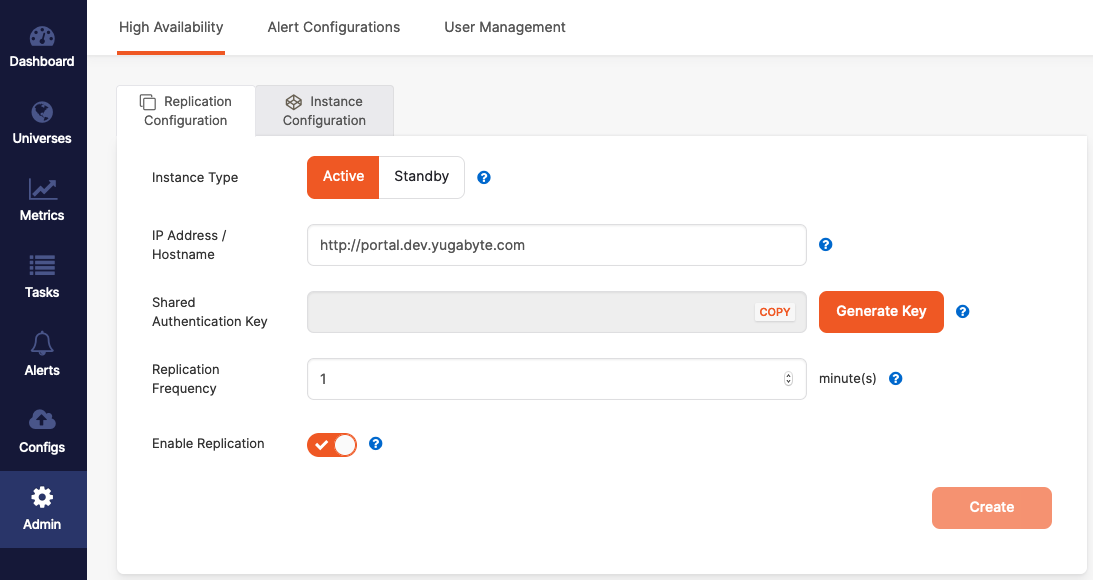 High Availability
Alert Configurations
User Management
Dashboard
Universes
Metrics
Tasks
Alerts
Configs
Admin
Replication
Configuration
Instance
Configuration
Instance Type
Active
Standby
?
IP Address /
Hostname
http://portal.dev.yugabyte.com
?
Shared
Authentication Key
COPY
Generate Key
?
Replication
Frequency
1
minute(s)
?
Enable Replication
?
Create